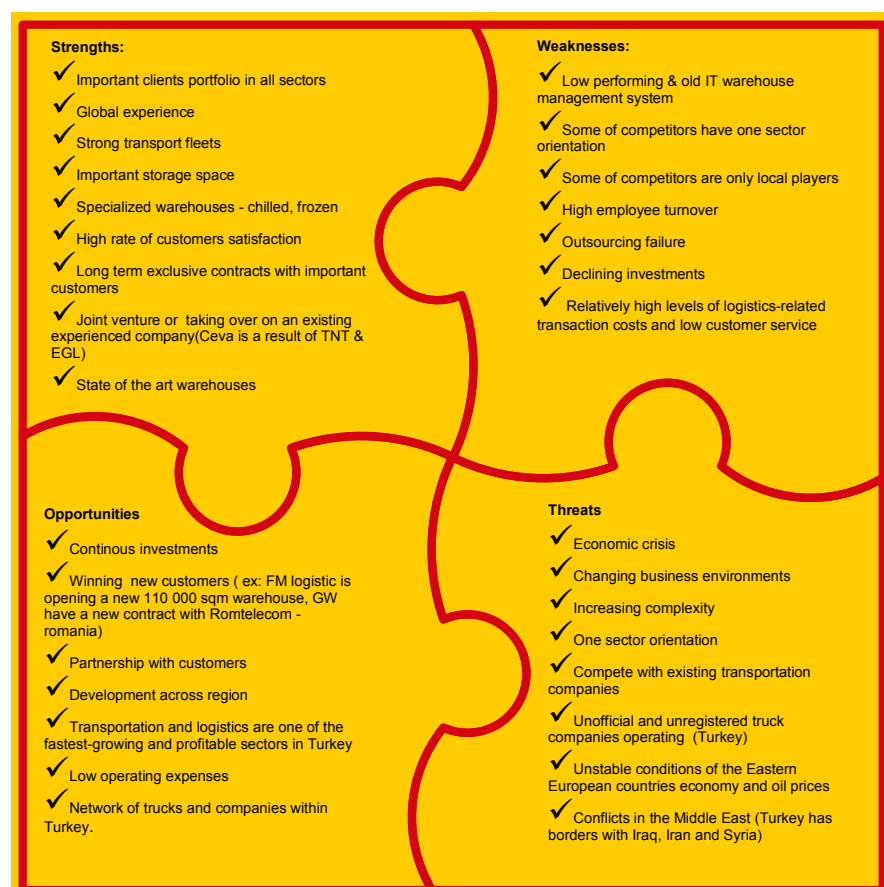 Strengths:
✓Important clients portfolio in all sectors
✓Global experience
✓Strong transport fleets
✓Important storage space
✓Specialized warehouses - chilled, frozen
✓High rate of customers satisfaction
✓Long term exclusive contracts with important
customers
✓Joint venture or taking over on an existing
experienced company(Ceva is a result of TNT &
EGL)
✓State of the art warehouses
Weaknesses:
✓Low performing & old IT warehouse
management system
✓Some of competitors have one sector
orientation
✓Some of competitors are only local players
✓High employee turnover
✓Outsourcing failure
✓Declining investments
✓Relatively high levels of logistics-related
transaction costs and low customer service
Opportunities
✓Continous investments
✓Winning new customers ( ex: FM logistic is
opening a new 110 000 sqm warehouse, GW
have a new contract with Romtelecom -
romania)
✓Partnership with customers
✓Development across region
✓Transportation and logistics are one of the
fastest-growing and profitable sectors in Turkey
✓Low operating expenses
✓Network of trucks and companies within
Turkey.
Threats
✓Economic crisis
✓Changing business environments
✓Increasing complexity
✓One sector orientation
✓Compete with existing transportation
companies
✓Unofficial and unregistered truck
companies operating (Turkey)
✓Unstable conditions of the Eastern
European countries economy and oil prices
✓Conflicts in the Middle East (Turkey has
borders with Iraq, Iran and Syria)